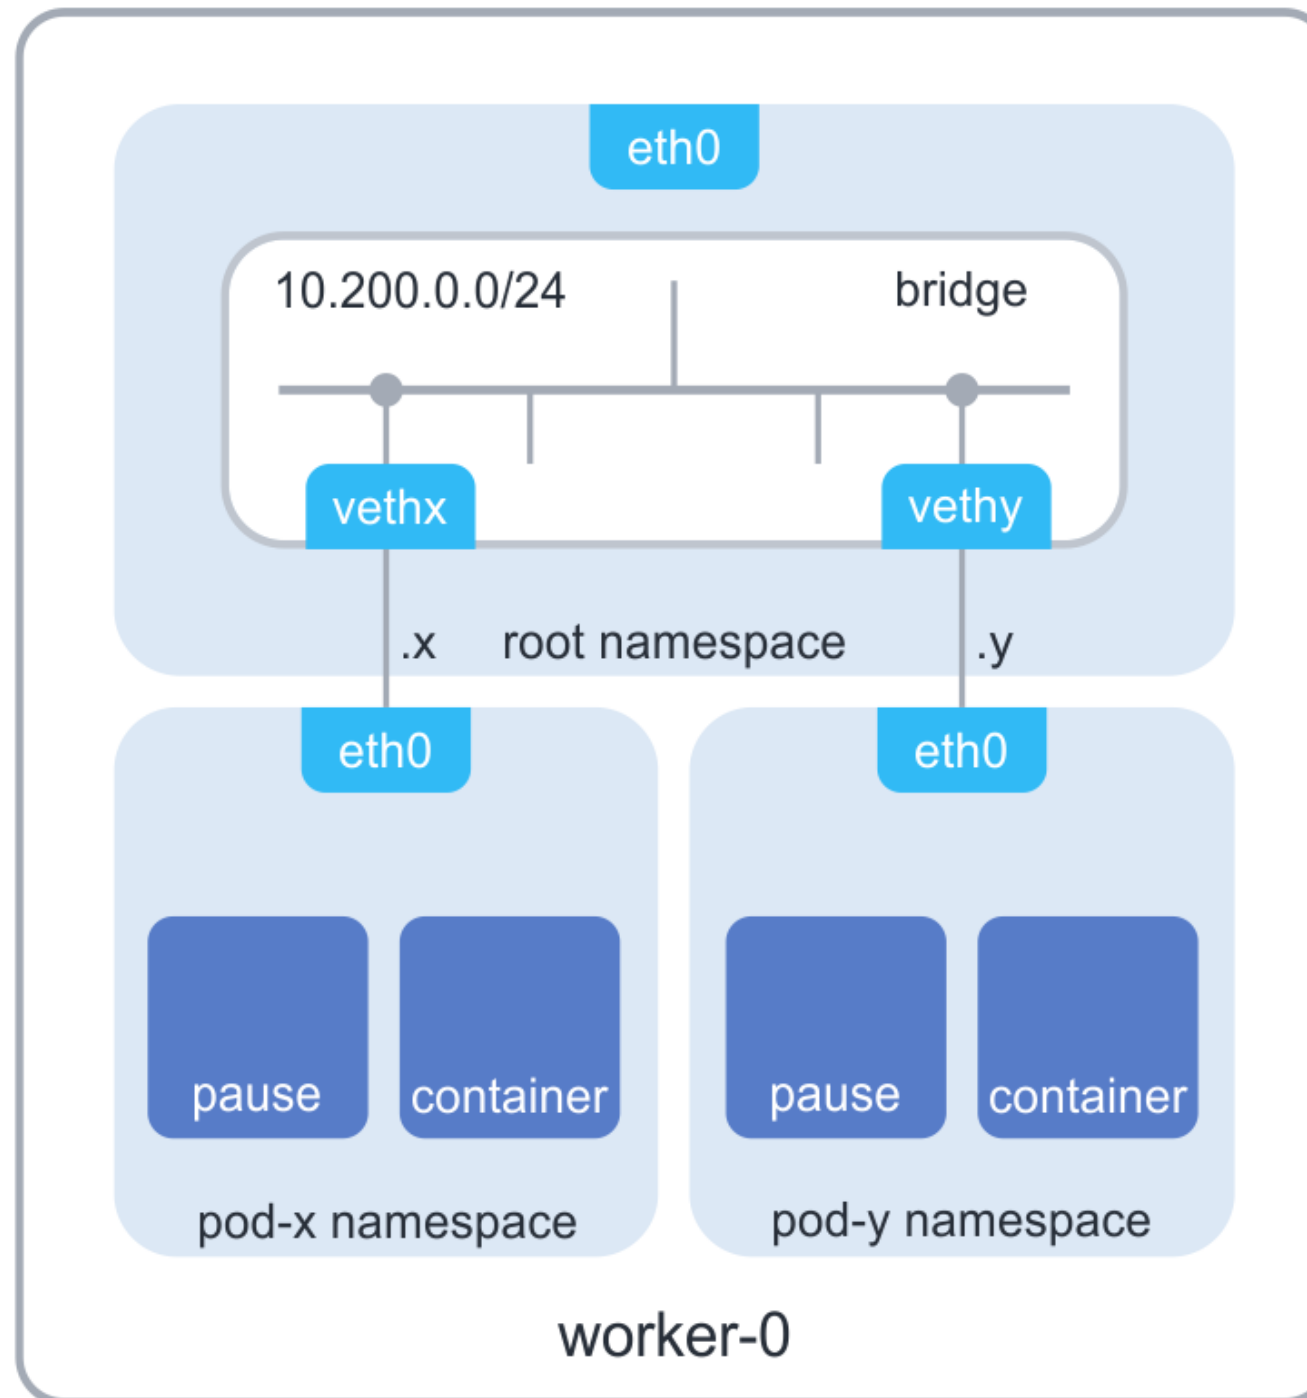 eth0
10.200.0.0/24
bridge
vethx
vethy
.x
root namespace
.y
eth0
eth0
pause
container
pause
container
pod-x namespace
pod-y namespace
worker-0